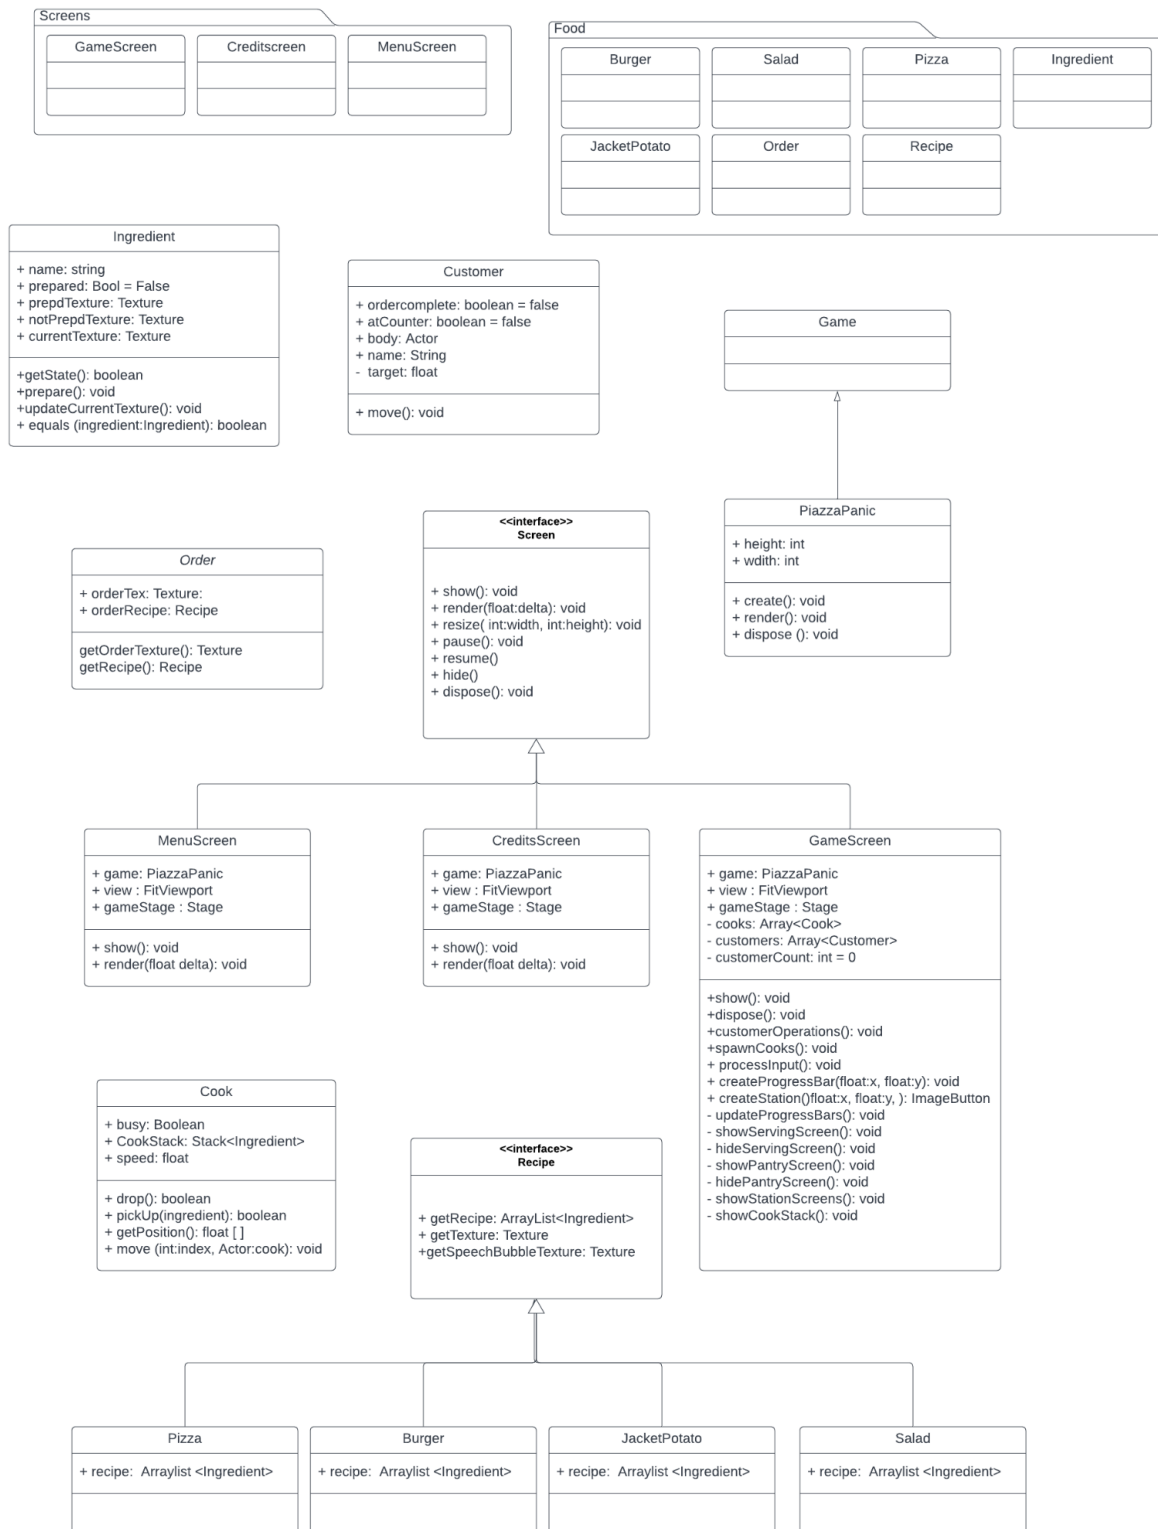 Screens
GameScreen
Creditscreen
MenuScreen
Food
Burger
Salad
Pizza
Ingredient
JacketPotato
Order
Recipe
Ingredient
+ name: string
+ prepared: Bool = False
+ prepdTexture: Texture
+ notPrepdTexture: Texture
+ currentTexture: Texture
+getState(): boolean
+prepare(): void
+updateCurrentTexture(): void
+ equals (ingredient:Ingredient): boolean
Customer
+ ordercomplete: boolean = false
+ atCounter: boolean = false
+ body: Actor
+ name: String
- target: float
+ move(): void
Game
PiazzaPanic
+ height: int
+ wdith: int
+ create(): void
+ render(): void
+ dispose (): void
Order
+ orderTex: Texture:
+ orderRecipe: Recipe
getOrderTexture(): Texture
getRecipe(): Recipe
<<interface>>
Screen
+ show(): void
+ render(float:delta): void
+ resize( int:width, int:height): void
+ pause(): void
+ resume()
+ hide()
+ dispose(): void
MenuScreen
+ game: PiazzaPanic
+ view : FitViewport
+ gameStage : Stage
+ show(): void
+ render(float delta): void
CreditsScreen
+ game: PiazzaPanic
+ view : FitViewport
+ gameStage : Stage
+ show(): void
+ render(float delta): void
GameScreen
+ game: PiazzaPanic
+ view : FitViewport
+ gameStage : Stage
- cooks: Array<Cook>
- customers: Array<Customer>
- customerCount: int = 0
+show(): void
+dispose(): void
+customerOperations(): void
+spawnCooks(): void
+ processInput(): void
+ createProgressBar(float:x, float:y): void
+ createStation()float:x, float:y, ): ImageButton
- updateProgressBars(): void
- showServingScreen(): void
- hideServingScreen(): void
- showPantryScreen(): void
- hidePantryScreen(): void
- showStationScreens(): void
- showCookStack(): void
Cook
+ busy: Boolean
+ CookStack: Stack<Ingredient>
+ speed: float
+ drop(): boolean
+ pickUp(ingredient): boolean
+ getPosition(): float [ ]
+ move (int:index, Actor:cook): void
<<interface>>
Recipe
+ getRecipe: ArrayList<Ingredient>
+ getTexture: Texture
+getSpeechBubbleTexture: Texture
Pizza
+ recipe: Arraylist <Ingredient>
Burger
+ recipe: Arraylist <Ingredient>
JacketPotato
+ recipe: Arraylist <Ingredient>
Salad
+ recipe: Arraylist <Ingredient>